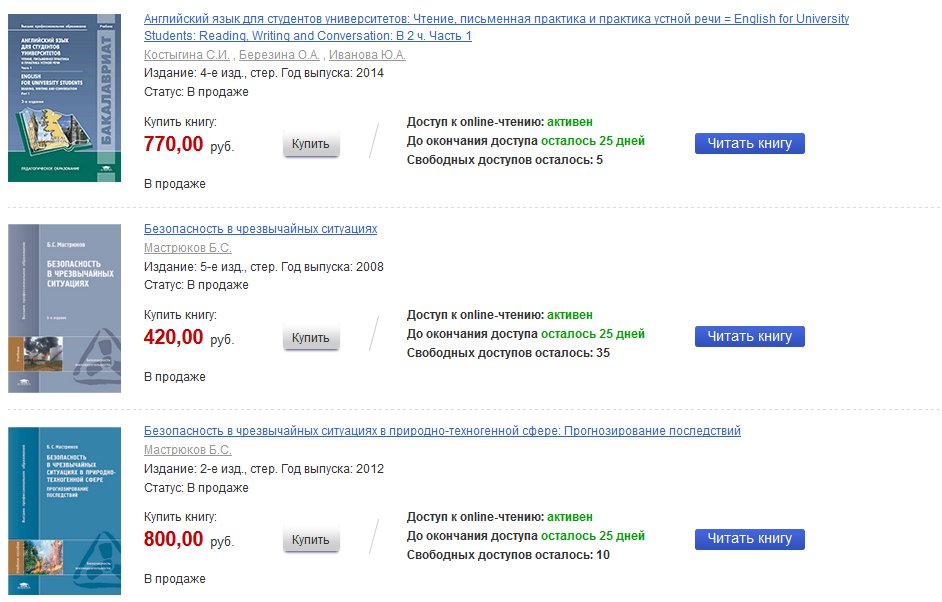 Высшее профессиональное образование
АНГЛИЙСКИЙ ЯЗЫК
ДЛЯ СТУДЕНТОВ
УНИВЕРСИТЕТОВ
ENGLISH
FOR UNIVERSITY STUDENTS
БАКАЛАВРИАТ
ПЕДАГОГИЧЕСКОЕ ОБРАЗОВАНИЕ
Английский язык для студентов университетов: Чтение, письменная практика и практика устной речи = English for University
Students: Reading, Writing and Conversation: В 2 ч. Часть 1
Костыгина С.И. , Березина О.А. , Иванова Ю.А.
Издание: 4-е изд., стер. Год выпуска: 2014
Статус: В продаже
Купить книгу:
770,00 руб.
Купить
В продаже
Доступ к online-чтению: активен
До окончания доступа осталось 25 дней
Свободных доступов осталось: 5
Читать книгу
Б.С. Мастрюков
БЕЗОПАСНОСТЬ
В ЧРЕЗВЫЧАЙНЫХ
СИТУАЦИЯХ
Безопасность в чрезвычайных ситуациях
Мастрюков Б.С.
Издание: 5-е изд., стер. Год выпуска: 2008
Статус: В продаже
Купить книгу:
420,00 руб.
Купить
В продаже
Доступ к online-чтению: активен
До окончания доступа осталось 25 дней
Свободных доступов осталось: 35
Читать книгу
Б.С. Мастрюков
БЕЗОПАСНОСТЬ
В ЧРЕЗВЫЧАЙНЫХ
СИТУАЦИЯХ В ПРИРОДНО-
ТЕХНОГЕННОЙ СФЕРЕ
ПРОГНОЗИРОВАНИЕ
ПОСЛЕДСТВИЙ
Безопасность в чрезвычайных ситуациях в природно-техногенной сфере: Прогнозирование последствий
Мастрюков Б.С.
Издание: 2-е изд., стер. Год выпуска: 2012
Статус: В продаже
Купить книгу:
800,00 руб.
Купить
В продаже
Доступ к online-чтению: активен
До окончания доступа осталось 25 дней
Свободных доступов осталось: 10
Читать книгу